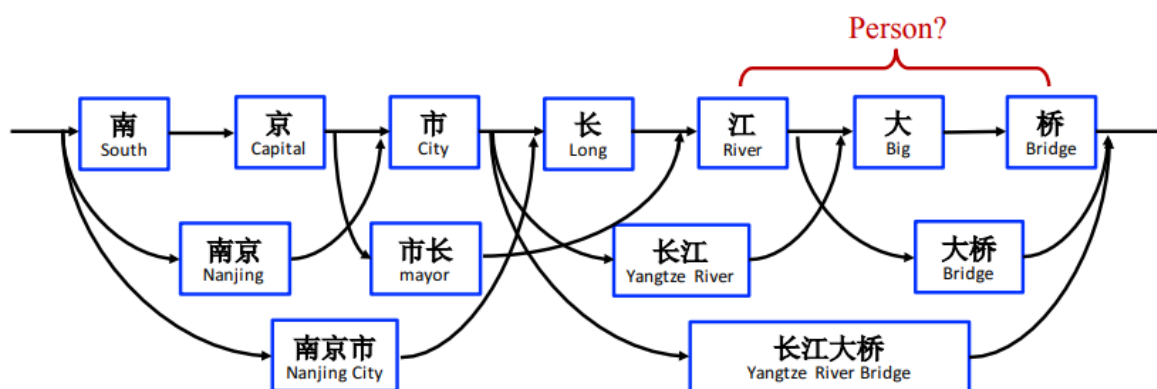 Person?
南 京 市 长 江 大 桥
South Capital City Long River Big Bridge
南京 市长 长江 大桥
Nanjing mayor Yangtze River Bridge
南京市 长江大桥
Nanjing City Yangtze River Bridge